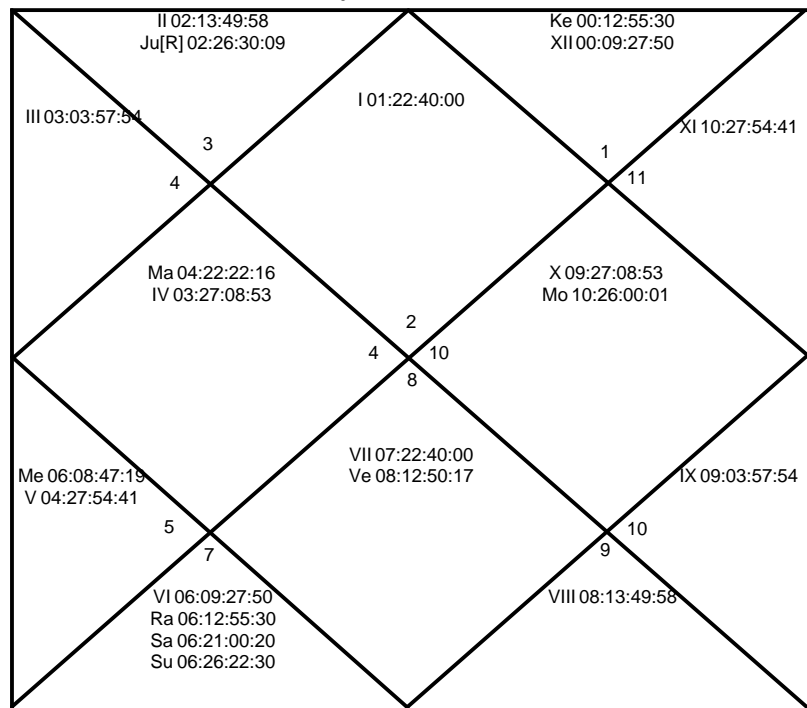 II 02:13:49:58
Ju[R] 02:26:30:09
Ke 00:12:55:30
XII 00:09:27:50
I 01:22:40:00
III 03:03:57:54
XI 10:27:54:41
3
1
4
11
Ma 04:22:22:16
IV 03:27:08:53
X 09:27:08:53
Mo 10:26:00:01
2
4
10
8
Me 06:08:47:19
V 04:27:54:41
VII 07:22:40:00
Ve 08:12:50:17
IX 09:03:57:54
5
10
7
9
VI 06:09:27:50
Ra 06:12:55:30
Sa 06:21:00:20
Su 06:26:22:30
VIII 08:13:49:58